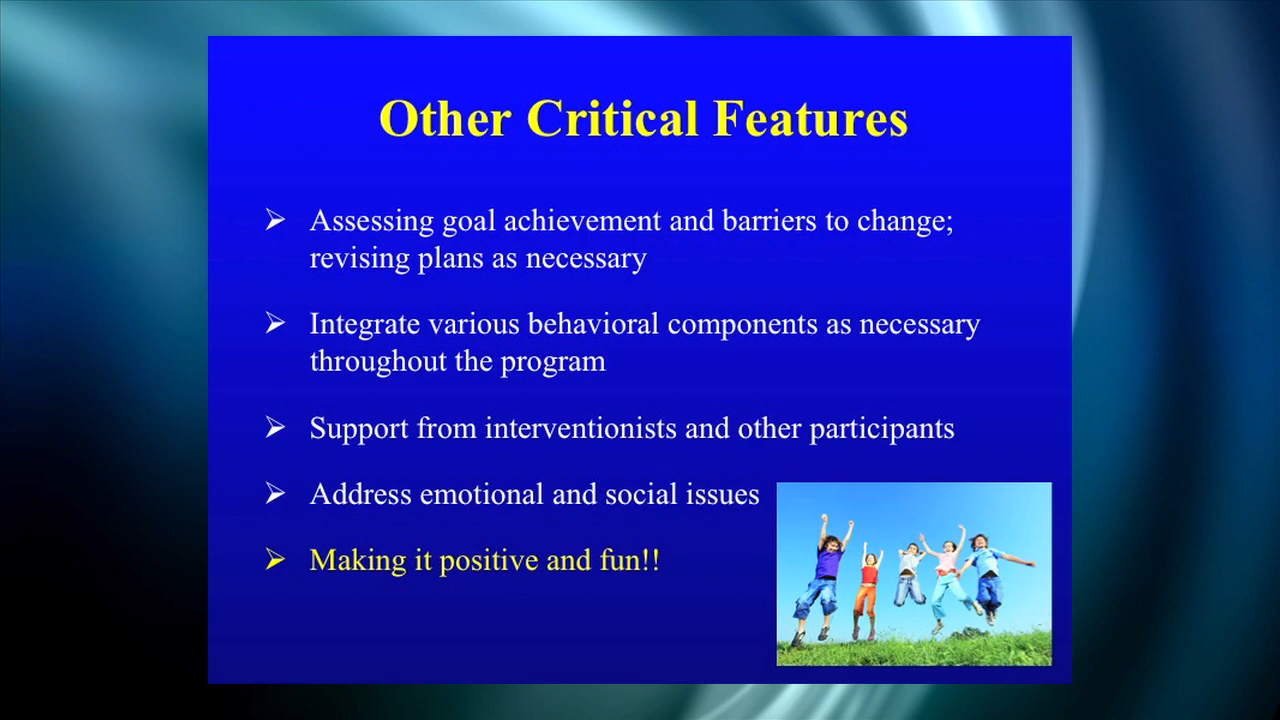 Other Critical Features
Assessing goal achievement and barriers to change;
revising plans as necessary
Integrate various behavioral components as necessary
throughout the program
Support from interventionists and other participants
Address emotional and social issues
Making it positive and fun!!